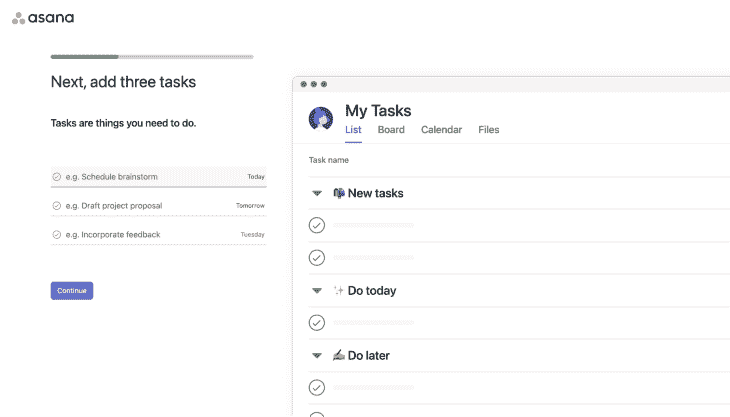 asana
Next, add three tasks
Tasks are things you need to do.
e.g. Schedule brainstorm Today
e.g. Draft project proposal Tomorrow
e.g. Incorporate feedback Tuesday
Continue
My Tasks
List Board Calendar Files
Task name
New tasks
Do today
Do later